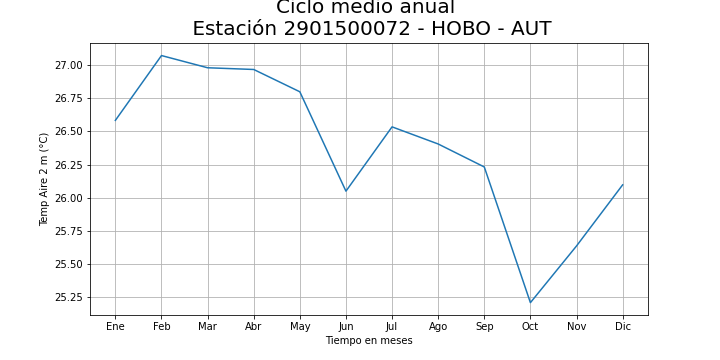 Ciclo medio anual
Estación 2901500072 - HOBO - AUT
Temp Aire 2 m (°C)
27.00
26.75
26.50
26.25
26.00
25.75
25.50
25.25
Ene Feb Mar Abr May Jun Jul Ago Sep Oct Nov Dic
Tiempo en meses